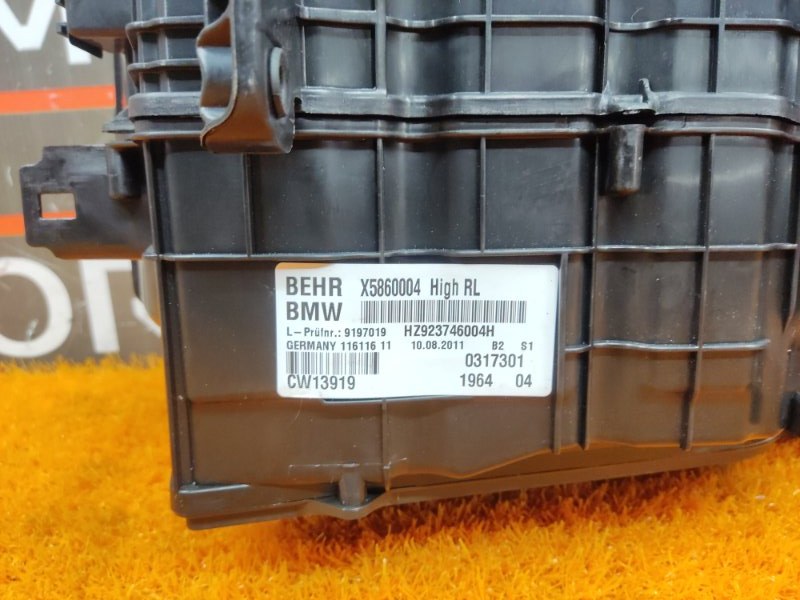 BEHR X5860004 High RL
BMW
L-Prüfnr.: 9197019 HZ923746004H
GERMANY 116116 11 10.08.2011 B2 S1
0317301
CW13919 1964 04